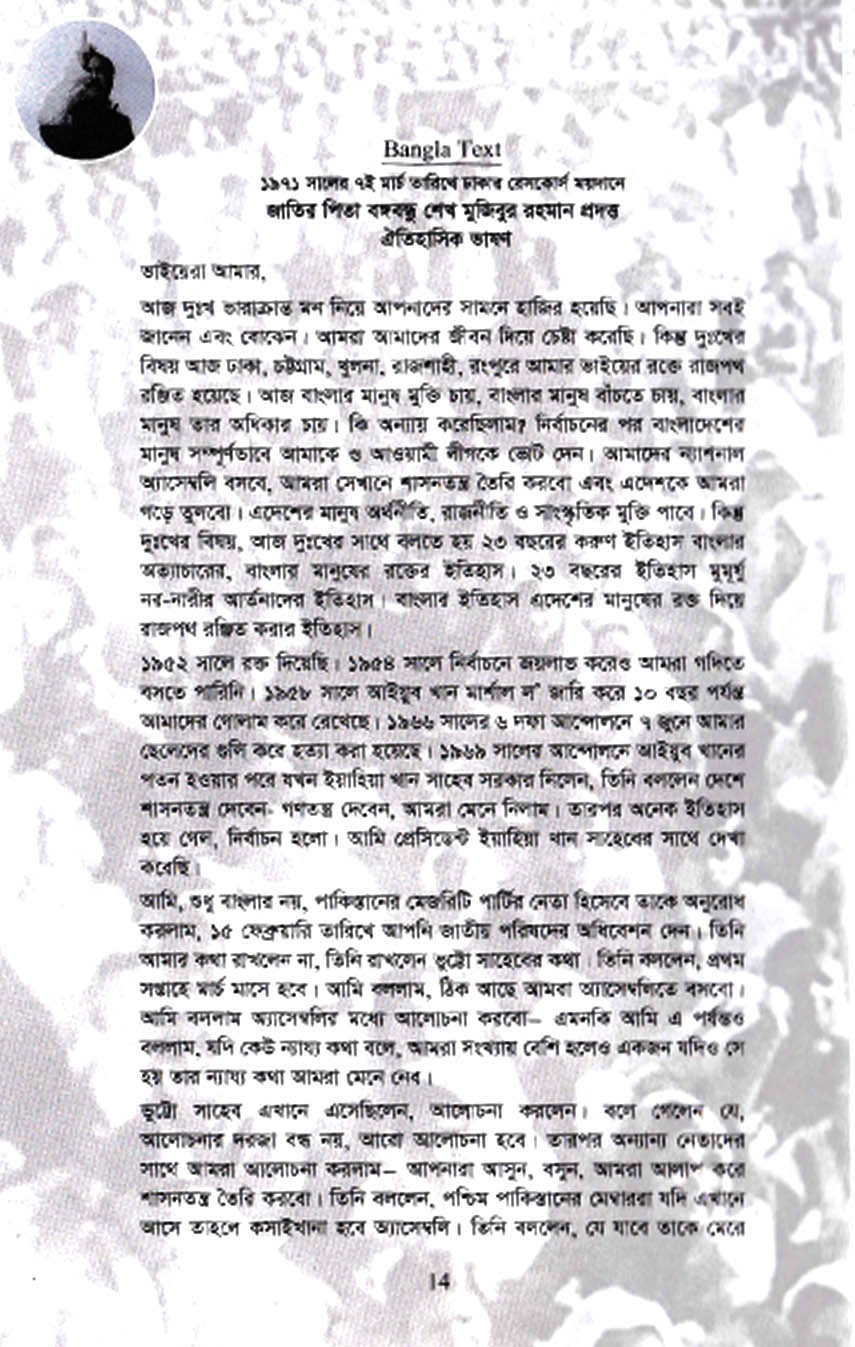 Bangla Text
১৯৭১ সালের ৭ই মার্চ তারিখে ঢাকার রেসকোর্স ময়দানে
জাতির পিতা বঙ্গবন্ধু শেখ মুজিবুর রহমান প্রদত্ত
ঐতিহাসিক ভাষণ
ভাইয়েরা আমার,
আজ দুঃখ ভারাক্রান্ত মন নিয়ে আপনাদের সামনে হাজির হয়েছি। আপনারা সবই
জানেন এবং বোঝেন। আমরা আমাদের জীবন দিয়ে চেষ্টা করেছি। কিন্তু দুঃখের
বিষয় আজ ঢাকা, চট্টগ্রাম, খুলনা, রাজশাহী, রংপুরে আমার ভাইয়ের রক্তে রাজপথ
রঞ্জিত হয়েছে। আজ বাংলার মানুষ মুক্তি চায়, বাংলার মানুষ বাঁচতে চায়, বাংলার
মানুষ তার অধিকার চায়। কি অন্যায় করেছিলাম? নির্বাচনের পর বাংলাদেশের
মানুষ সম্পূর্ণভাবে আমাকে ও আওয়ামী লীগকে ভোট দেন। আমাদের ন্যাশনাল
অ্যাসেম্বলি বসবে, আমরা সেখানে শাসনতন্ত্র তৈরি করবো এবং এদেশকে আমরা
গড়ে তুলবো। এদেশের মানুষ অর্থনীতি, রাজনীতি ও সাংস্কৃতিক মুক্তি পাবে। কিন্তু
দুঃখের বিষয়, আজ দুঃখের সাথে বলতে হয় ২৩ বছরের করুণ ইতিহাস বাংলার
অত্যাচারের, বাংলার মানুষের রক্তের ইতিহাস। ২৩ বছরের ইতিহাস মুমূর্ষু
নর-নারীর আর্তনাদের ইতিহাস। বাংলার ইতিহাস এদেশের মানুষের রক্ত দিয়ে
রাজপথ রঞ্জিত করার ইতিহাস।
১৯৫২ সালে রক্ত দিয়েছি। ১৯৫৪ সালে নির্বাচনে জয়লাভ করেও আমরা গদিতে
বসতে পারিনি। ১৯৫৮ সালে আইয়ুব খান মার্শাল ল' জারি করে ১০ বছর পর্যন্ত
আমাদের গোলাম করে রেখেছে। ১৯৬৬ সালের ৬ দফা আন্দোলনে ৭ জুনে আমার
ছেলেদের গুলি করে হত্যা করা হয়েছে। ১৯৬৯ সালের আন্দোলনে আইয়ুব খানের
পতন হওয়ার পরে যখন ইয়াহিয়া খান সাহেব সরকার নিলেন, তিনি বললেন দেশে
শাসনতন্ত্র দেবেন- গণতন্ত্র দেবেন, আমরা মেনে নিলাম। তারপর অনেক ইতিহাস
হয়ে গেল, নির্বাচন হলো। আমি প্রেসিডেন্ট ইয়াহিয়া খান সাহেবের সাথে দেখা
করেছি।
আমি, শুধু বাংলার নয়, পাকিস্তানের মেজরিটি পার্টির নেতা হিসেবে তাকে অনুরোধ
করলাম, ১৫ ফেব্রুয়ারি তারিখে আপনি জাতীয় পরিষদের অধিবেশন দেন। তিনি
আমার কথা রাখলেন না, তিনি রাখলেন ভুট্টো সাহেবের কথা। তিনি বললেন, প্রথম
সপ্তাহে মার্চ মাসে হবে। আমি বললাম, ঠিক আছে আমরা অ্যাসেম্বলিতে বসবো।
আমি বললাম অ্যাসেম্বলির মধ্যে আলোচনা করবো– এমনকি আমি এ পর্যন্তও
বললাম, যদি কেউ ন্যায্য কথা বলে, আমরা সংখ্যায় বেশি হলেও একজন যদিও সে
হয় তার ন্যায্য কথা আমরা মেনে নেব।
ভুট্টো সাহেব এখানে এসেছিলেন, আলোচনা করলেন। বলে গেলেন যে,
আলোচনার দরজা বন্ধ নয়, আরো আলোচনা হবে। তারপর অন্যান্য নেতাদের
সাথে আমরা আলোচনা করলাম– আপনারা আসুন, বসুন, আমরা আলাপ করে
শাসনতন্ত্র তৈরি করবো। তিনি বললেন, পশ্চিম পাকিস্তানের মেম্বাররা যদি এখানে
আসে তাহলে কসাইখানা হবে অ্যাসেম্বলি। তিনি বললেন, যে যাবে তাকে মেরে
14